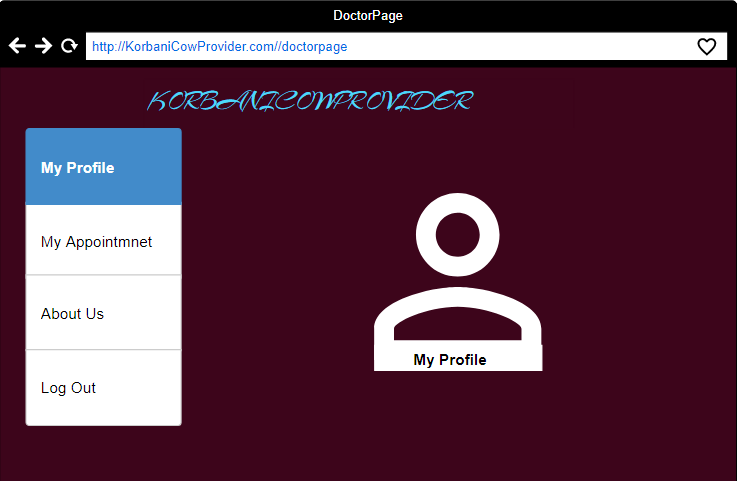 DoctorPage
http://KorbaniCowProvider.com//doctorpage
KORBANICOWPROVIDER
My Profile
My Appointmnet
About Us
Log Out
My Profile